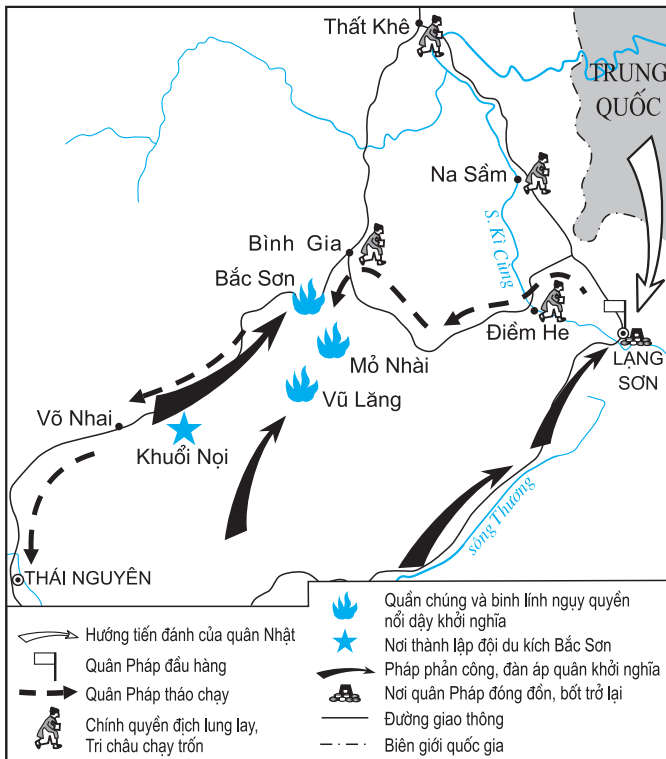 Thất Khê
TRUNG
QUỐC
Na Sầm
S. Kì Cùng
Bình Gia
Bắc Sơn
Điềm He
Mỏ Nhài
LẠNG
SƠN
Vũ Lăng
Võ Nhai
Khuổi Nọi
sông Thương
THÁI NGUYÊN
Hướng tiến đánh của quân Nhật
Quân Pháp đầu hàng
Quân Pháp tháo chạy
Chính quyền địch lung lay,
Tri châu chạy trốn
Quần chúng và binh lính ngụy quyền
nổi dậy khởi nghĩa
Nơi thành lập đội du kích Bắc Sơn
Pháp phản công, đàn áp quân khởi nghĩa
Nơi quân Pháp đóng đồn, bốt trở lại
Đường giao thông
Biên giới quốc gia